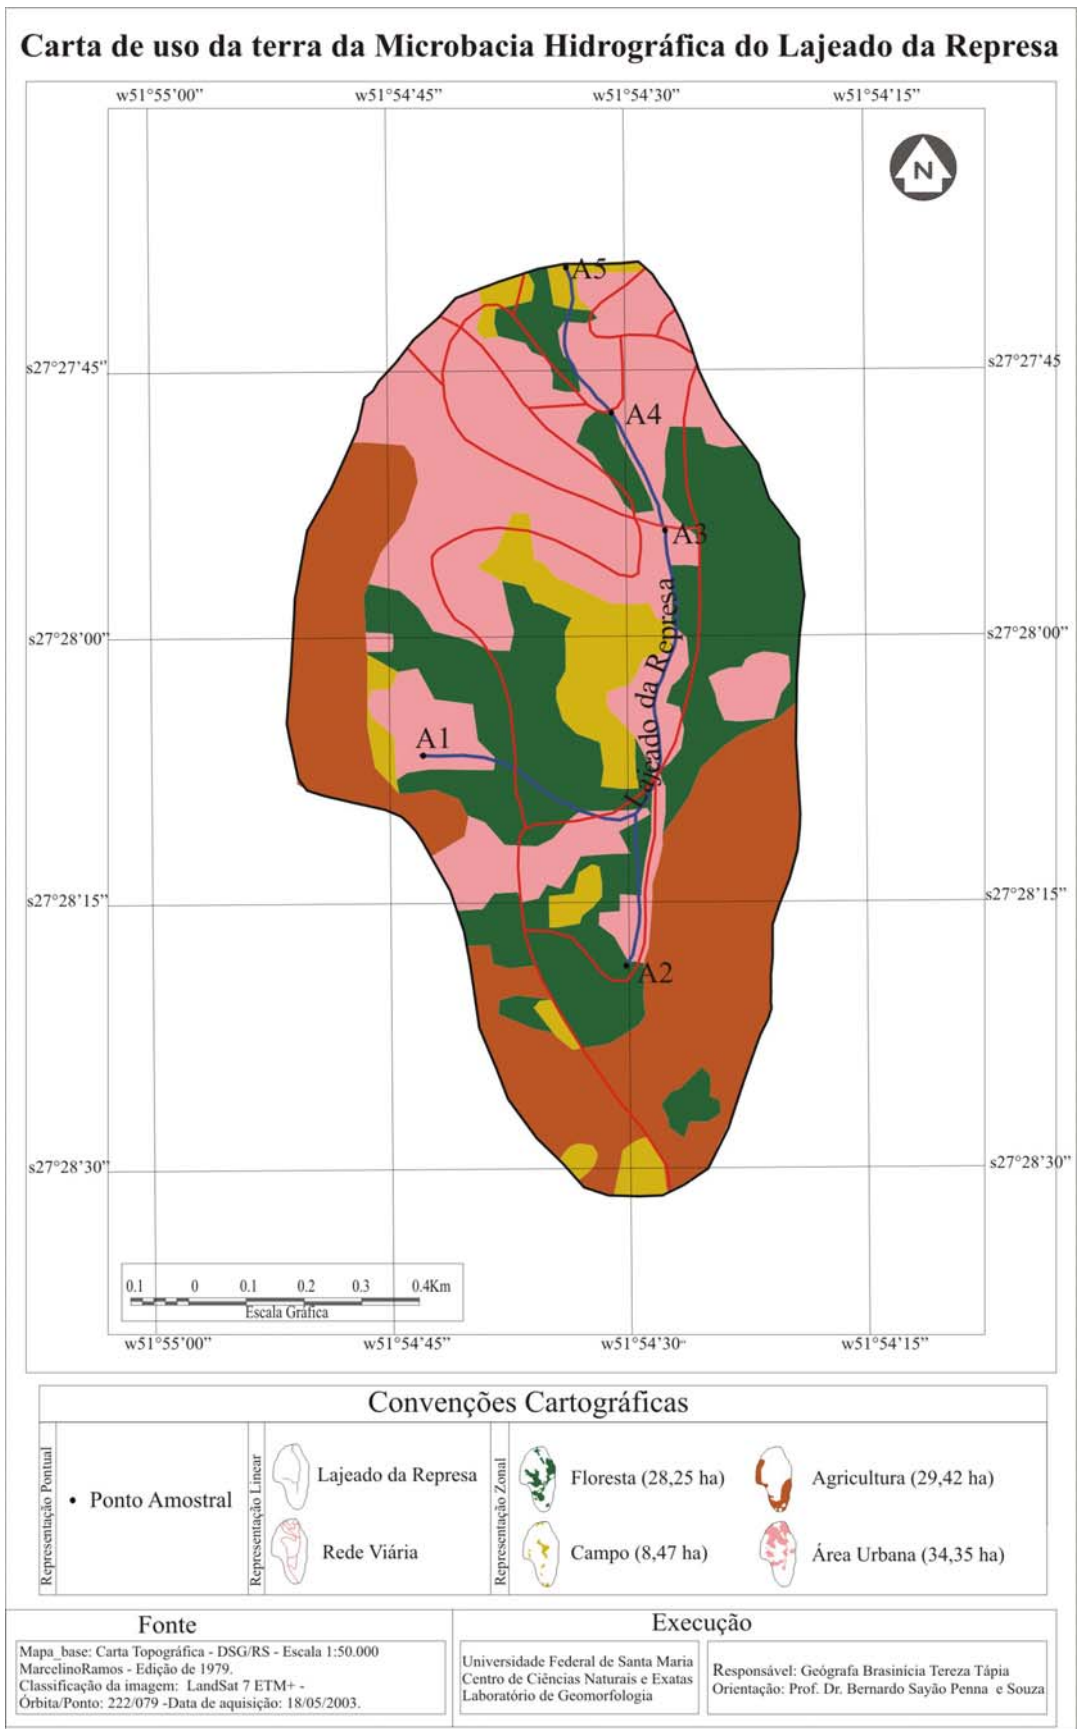 Carta de uso da terra da Microbacia Hidrográfica do Lajeado da Represa
w51°55'00" w51°54'45" w51°54'30" w51°54'15"
N
A5
s27°27'45" s27°27'45
A4
A3
s27°28'00" s27°28'00"
Lajeado da Represa
A1
s27°28'15" s27°28'15"
A2
s27°28'30" s27°28'30"
0.1 0 0.1 0.2 0.3 0.4Km
Escala Gráfica
w51°55'00" w51°54'45" w51°54'30" w51°54'15"
Convenções Cartográficas
Representação Pontual
Ponto Amostral
Representação Linear
Lajeado da Represa
Rede Viária
Representação Zonal
Floresta (28,25 ha)
Agricultura (29,42 ha)
Campo (8,47 ha)
Área Urbana (34,35 ha)
Fonte
Mapa_base: Carta Topográfica - DSG/RS - Escala 1:50.000
MarcelinoRamos - Edição de 1979.
Classificação da imagem: LandSat 7 ETM+ -
Órbita/Ponto: 222/079 -Data de aquisição: 18/05/2003.
Execução
Universidade Federal de Santa Maria
Centro de Ciências Naturais e Exatas
Laboratório de Geomorfologia
Responsável: Geógrafa Brasinícia Tereza Tápia
Orientação: Prof. Dr. Bernardo Sayão Penna e Souza